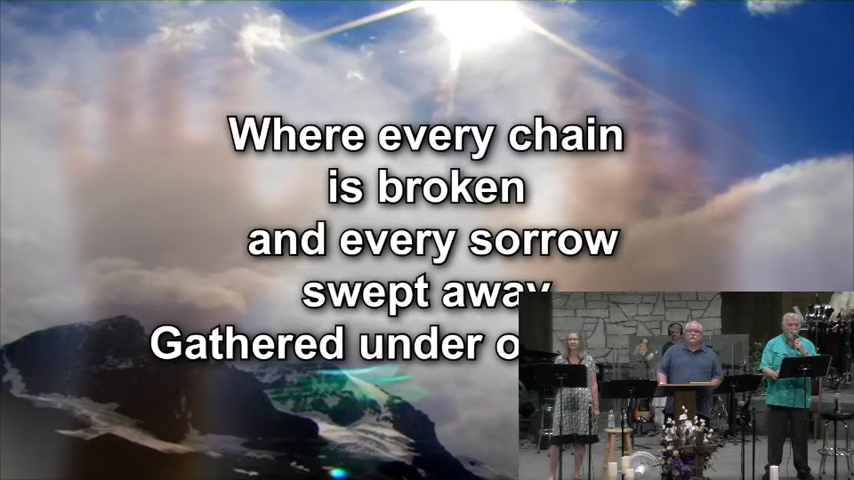 Where every chain
is broken
and every sorrow
swept away
Gathered under